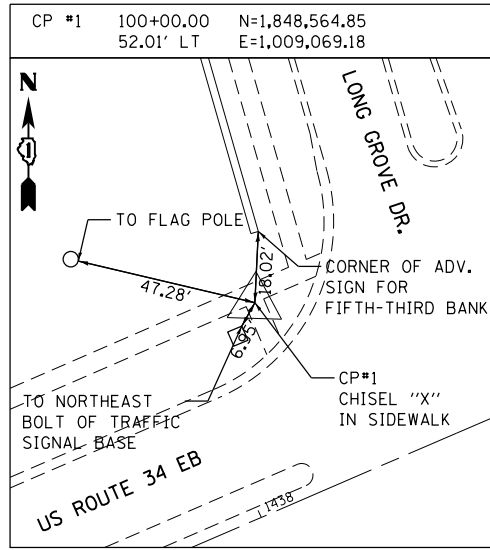 CP #1 100+00.00 N=1,848,564.85
52.01' LT E=1,009,069.18
N
1
LONG GROVE DR.
TO FLAG POLE
47.28'
18.02'
6.95'
CORNER OF ADV.
SIGN FOR
FIFTH-THIRD BANK
CP#1
CHISEL "X"
IN SIDEWALK
TO NORTHEAST
BOLT OF TRAFFIC
SIGNAL BASE
US ROUTE 34 EB
1438